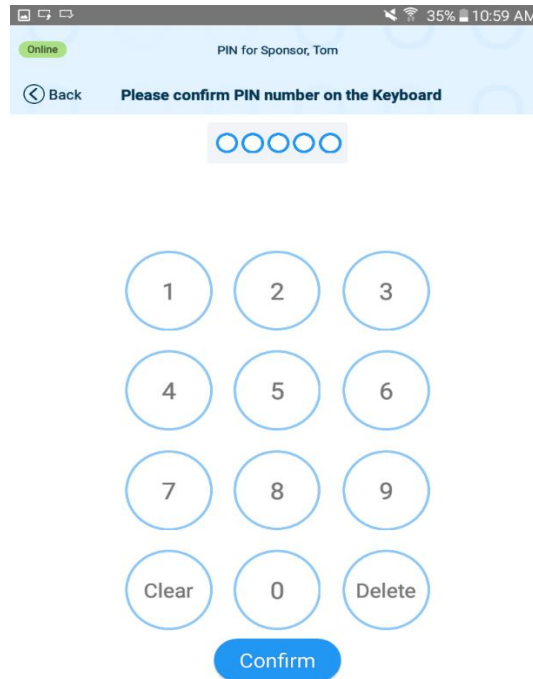 35% 10:59 AM
Online
PIN for Sponsor, Tom
Back Please confirm PIN number on the Keyboard
1 2 3
4 5 6
7 8 9
Clear 0 Delete
Confirm